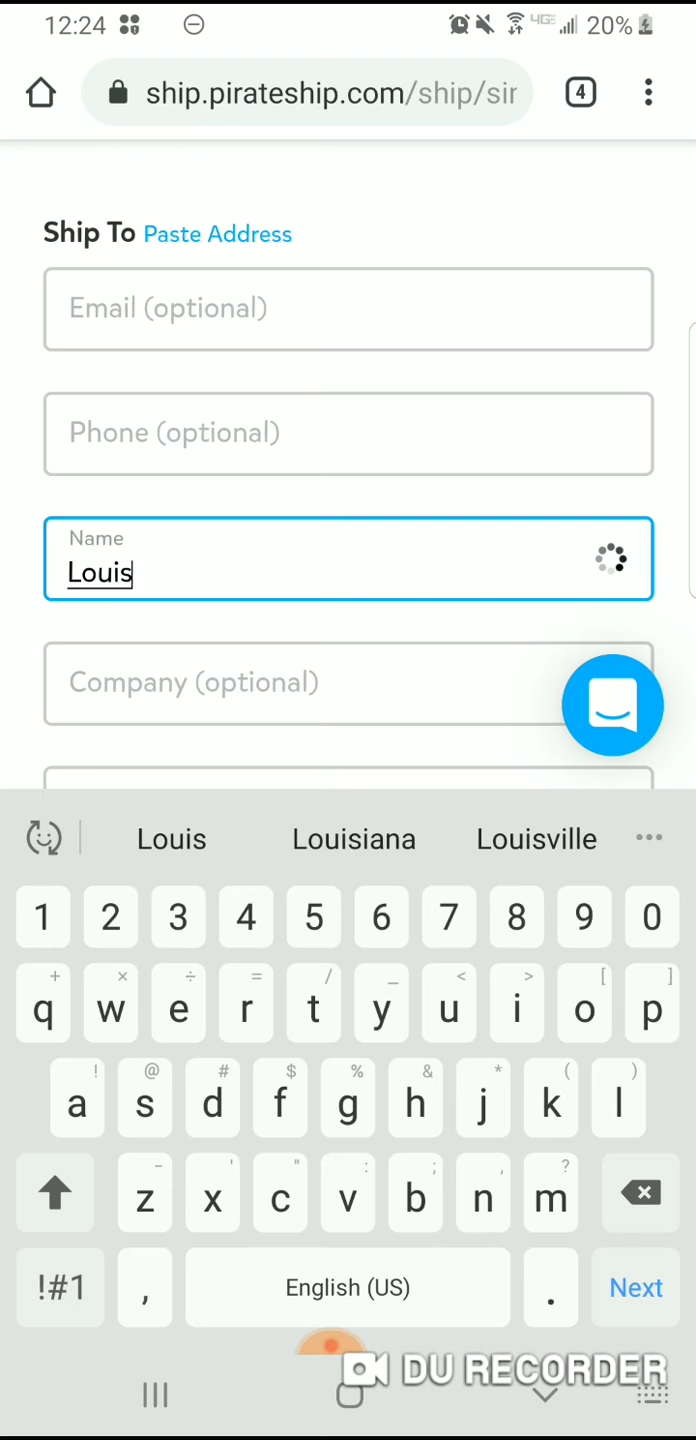 12:24 4GE 20%
ship.pirateship.com/ship/sir 4
Ship To Paste Address
Email (optional)
Phone (optional)
Name
Louis
Company (optional)
Louis Louisiana Louisville
1 2 3 4 5 6 7 8 9 0
+ × ÷ = / _ < > [ ]
q w e r t y u i o p
! @ # $ % & * ( )
a s d f g h j k l
- ' " : ; , ?
z x c v b n m
!#1 , English (US) . Next
DU RECORDER